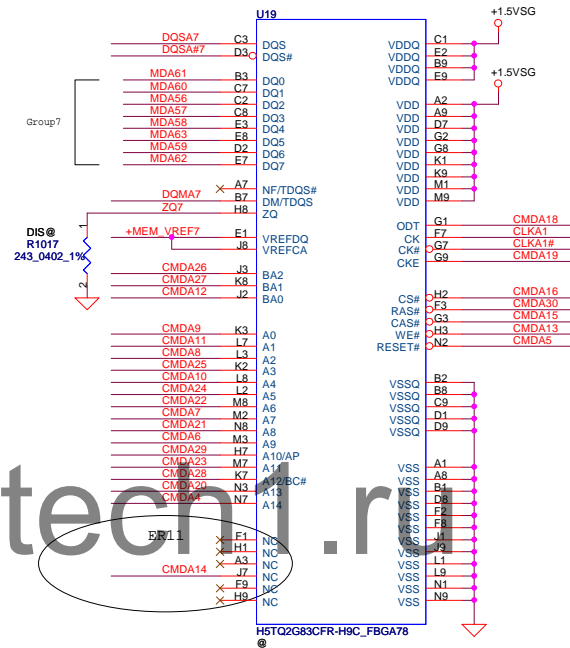 U19
+1.5VSG
DQSA7 C3 DQS VDDQ C1
DQSA#7 D3 DQS# VDDQ E2
VDDQ B9
MDA61 B3 DQ0 VDDQ E9
MDA60 C7 DQ1
+1.5VSG
MDA56 C2 DQ2 VDD A2
MDA57 C8 DQ3 VDD A9
Group7
MDA58 E3 DQ4 VDD D7
MDA63 E8 DQ5 VDD G2
MDA59 D2 DQ6 VDD G8
MDA62 E7 DQ7 VDD K1
VDD K9
A7 NF/TDQS# VDD M1
DQMA7 B7 DM/TDQS VDD M9
ZQ7 H8 ZQ
1
ODT G1 CMDA18
DIS@
R1017
243_0402_1%
2
+MEM_VREF7 E1 VREFDQ CK F7 CLKA1
J8 VREFCA CK# G7 CLKA1#
CKE G9 CMDA19
CMDA26 J3 BA2
CMDA27 K8 BA1
CMDA12 J2 BA0
CS# H2 CMDA16
RAS# F3 CMDA30
CAS# G3 CMDA15
CMDA9 K3 A0 WE# H3 CMDA13
CMDA11 L7 A1 RESET# N2 CMDA5
CMDA8 L3 A2
CMDA25 K2 A3
CMDA10 L8 A4 VSSQ B2
CMDA24 L2 A5 VSSQ B8
CMDA22 M8 A6 VSSQ C9
CMDA7 M2 A7 VSSQ D1
CMDA21 N8 A8 VSSQ D9
CMDA6 M3 A9
CMDA29 H7 A10/AP
CMDA23 M7 A11 VSS A1
CMDA28 K7 A12/BC# VSS A8
CMDA20 N3 A13 VSS B1
CMDA4 N7 A14 VSS D8
VSS F2
VSS F8
tech1.ru
ER11
F1 NC VSS J1
H1 NC VSS J9
A3 NC VSS L1
CMDA14 J7 NC VSS L9
F9 NC VSS N1
H9 NC VSS N9
H5TQ2G83CFR-H9C_FBGA78
@